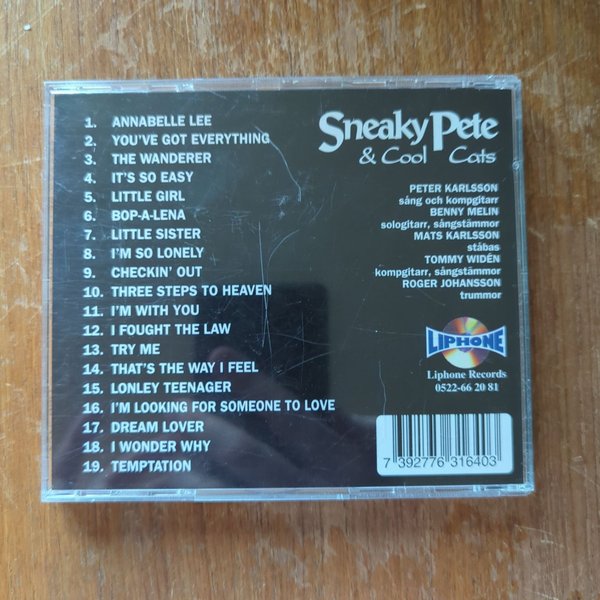 1. ANNABELLE LEE
2. YOU'VE GOT EVERYTHING
3. THE WANDERER
4. IT'S SO EASY
5. LITTLE GIRL
6. BOP-A-LENA
7. LITTLE SISTER
8. I'M SO LONELY
9. CHECKIN' OUT
10. THREE STEPS TO HEAVEN
11. I'M WITH YOU
12. I FOUGHT THE LAW
13. TRY ME
14. THAT'S THE WAY I FEEL
15. LONLEY TEENAGER
16. I'M LOOKING FOR SOMEONE TO LOVE
17. DREAM LOVER
18. I WONDER WHY
19. TEMPTATION
Sneaky Pete
& Cool Cats
PETER KARLSSON
sång och kompgitarr
BENNY MELIN
sologitarr, sångstämmor
MATS KARLSSON
ståbas
TOMMY WIDÉN
kompgitarr, sångstämmor
ROGER JOHANSSON
trummor
LIPHONE
Liphone Records
0522-66 20 81
7 392776 316403